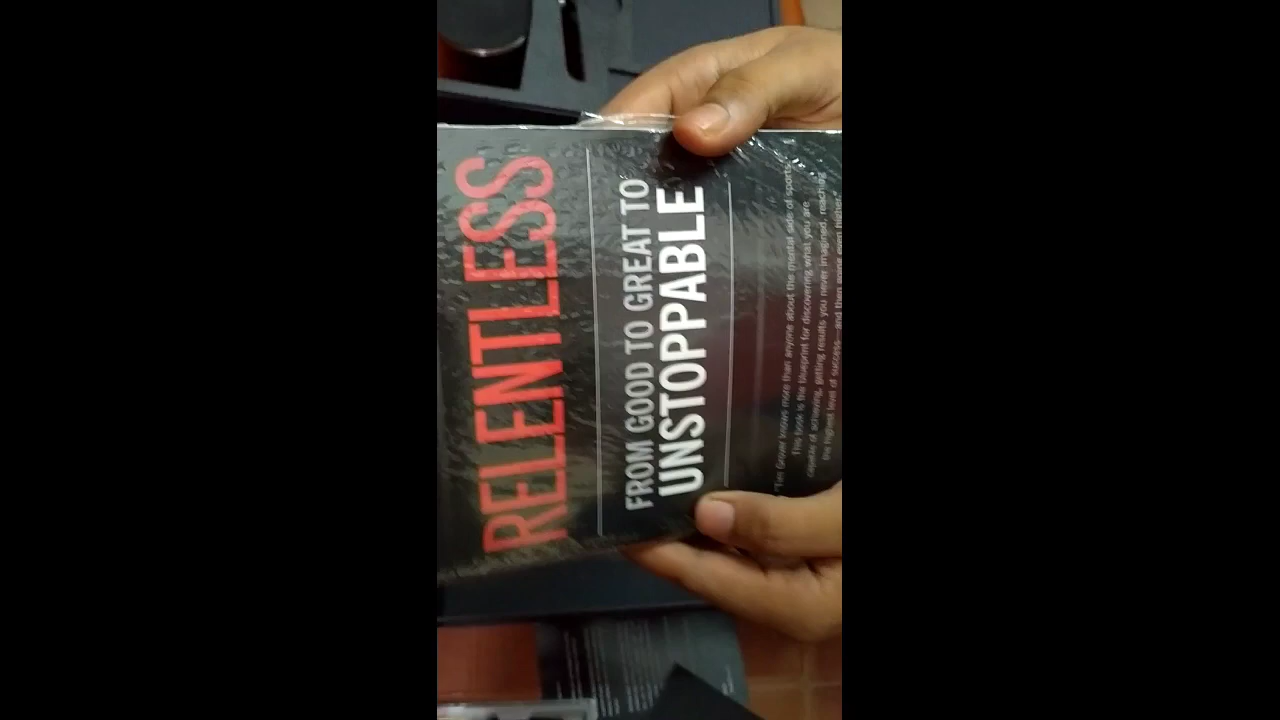 RELENTLESS
FROM GOOD TO GREAT TO
UNSTOPPABLE
"Tim Grover knows more than anyone about the mental side of sports.
This book is the blueprint for discovering what you are
capable of achieving, getting results you never imagined, reaching
the highest level of success—and then going even higher."